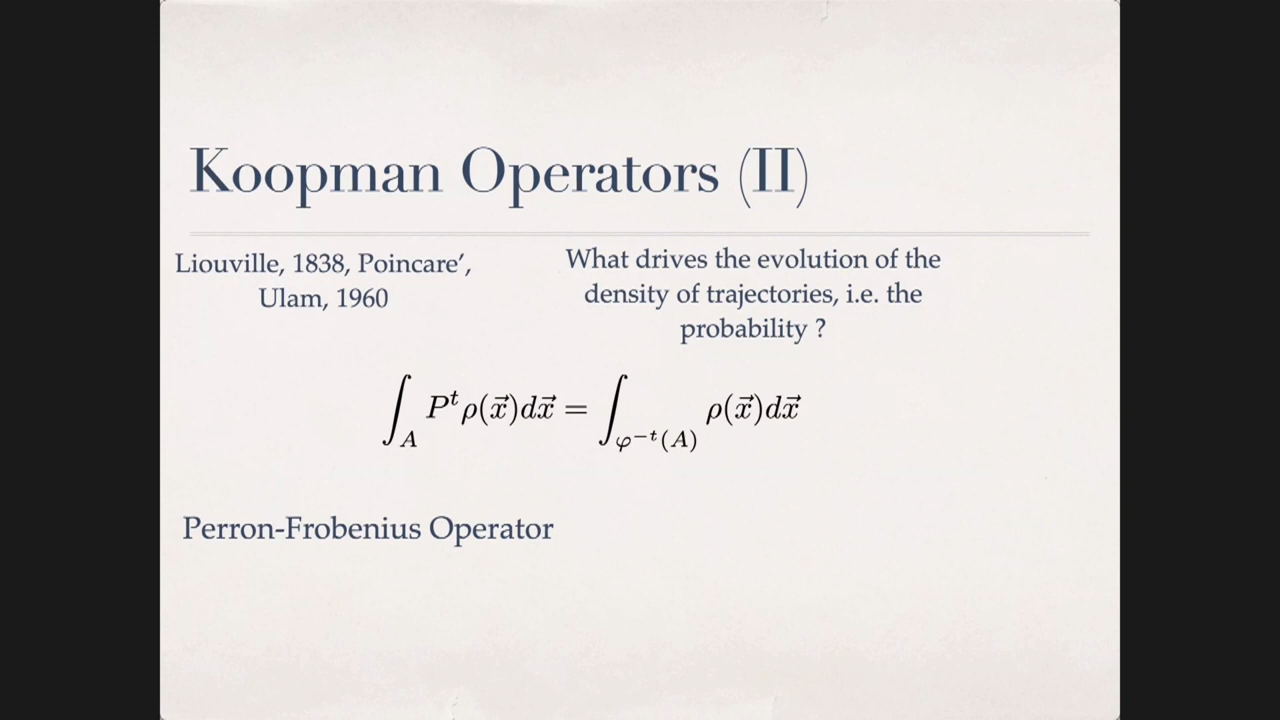 Koopman Operators (II)
Liouville, 1838, Poincare′,
Ulam, 1960
What drives the evolution of the
density of trajectories, i.e. the
probability ?
∫_A P^t ρ(x⃗)dx⃗ = ∫_{φ^{-t}(A)} ρ(x⃗)dx⃗
Perron-Frobenius Operator